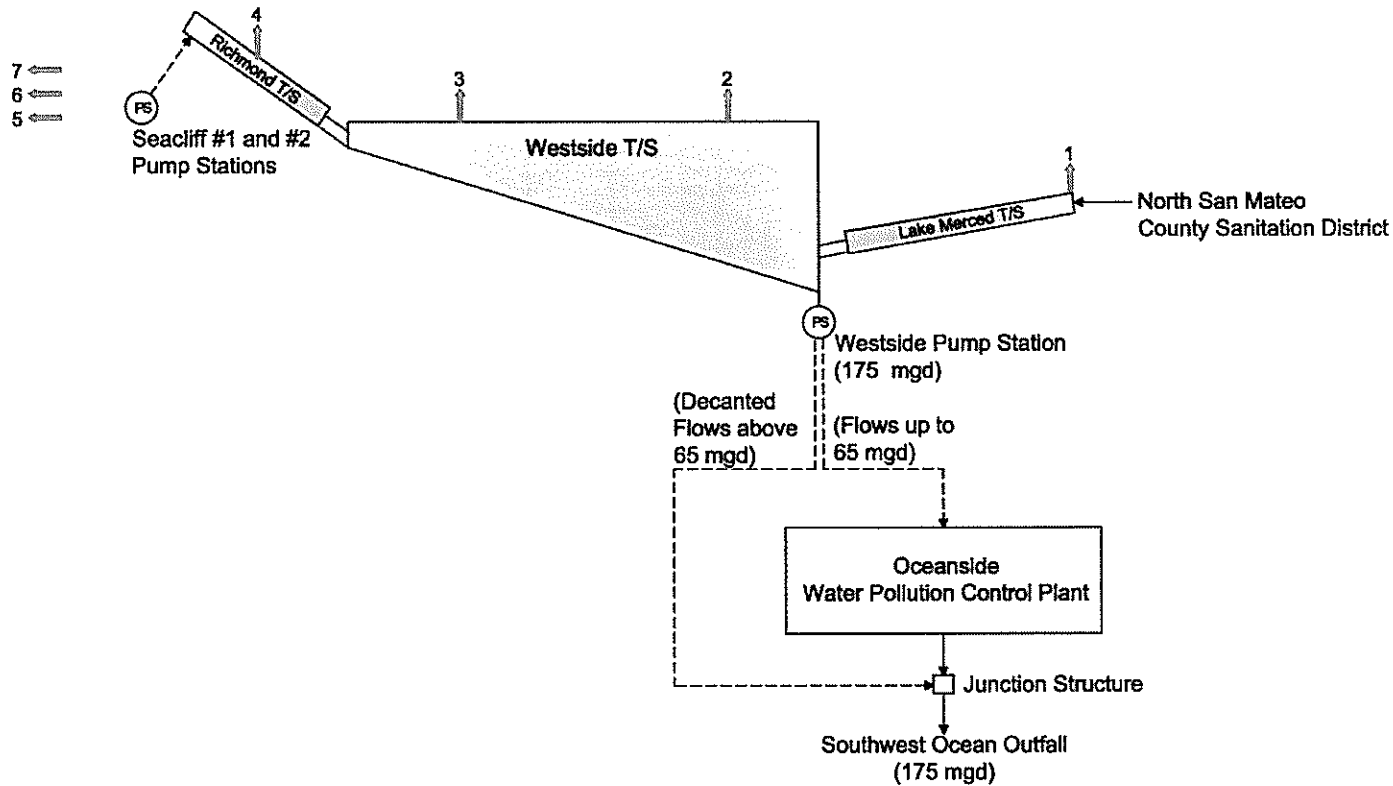 4
Richmond T/S
7
6
5
PS
Seacliff #1 and #2
Pump Stations
3
2
Westside T/S
1
Lake Merced T/S
North San Mateo
County Sanitation District
PS
Westside Pump Station
(175 mgd)
(Decanted
Flows above
65 mgd)
(Flows up to
65 mgd)
Oceanside
Water Pollution Control Plant
Junction Structure
Southwest Ocean Outfall
(175 mgd)